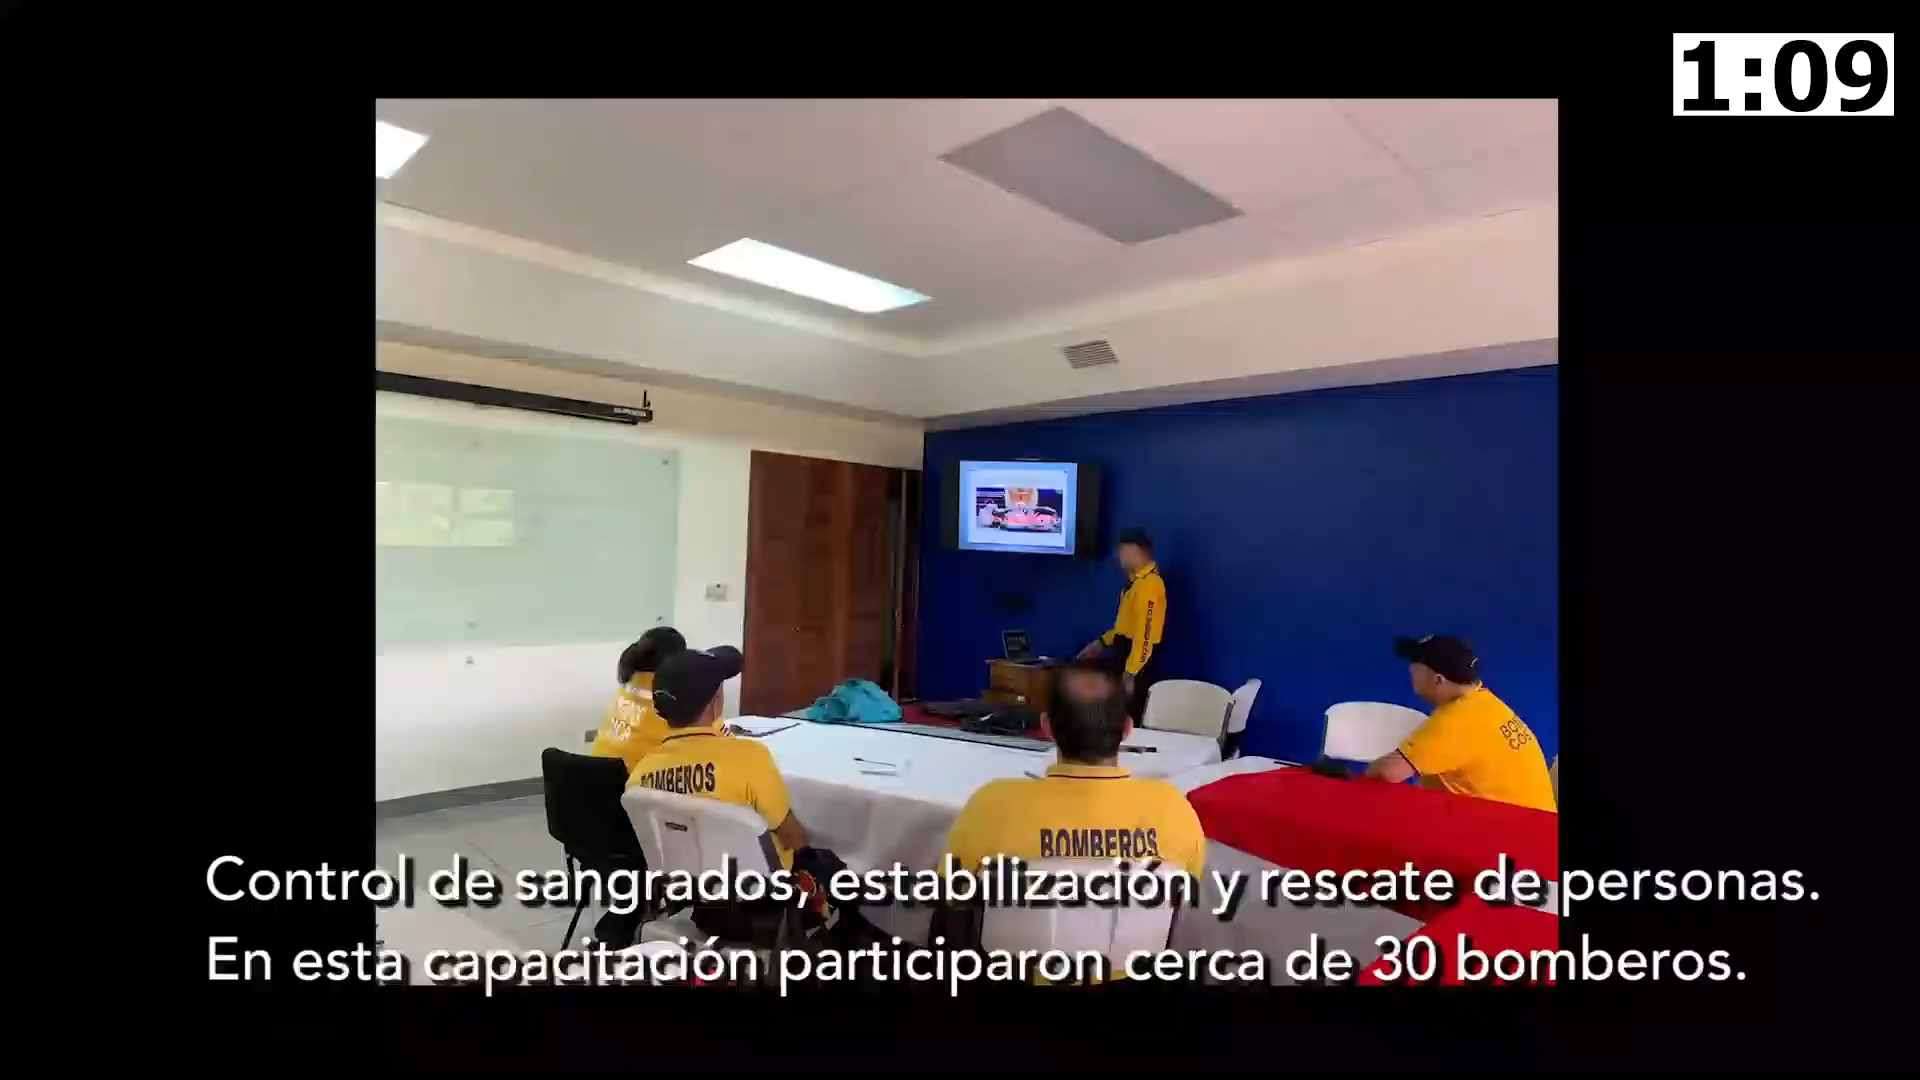 1:09
BOMBEROS
BOMBEROS
BOMBEROS
Control de sangrados, estabilización y rescate de personas.
En esta capacitación participaron cerca de 30 bomberos.